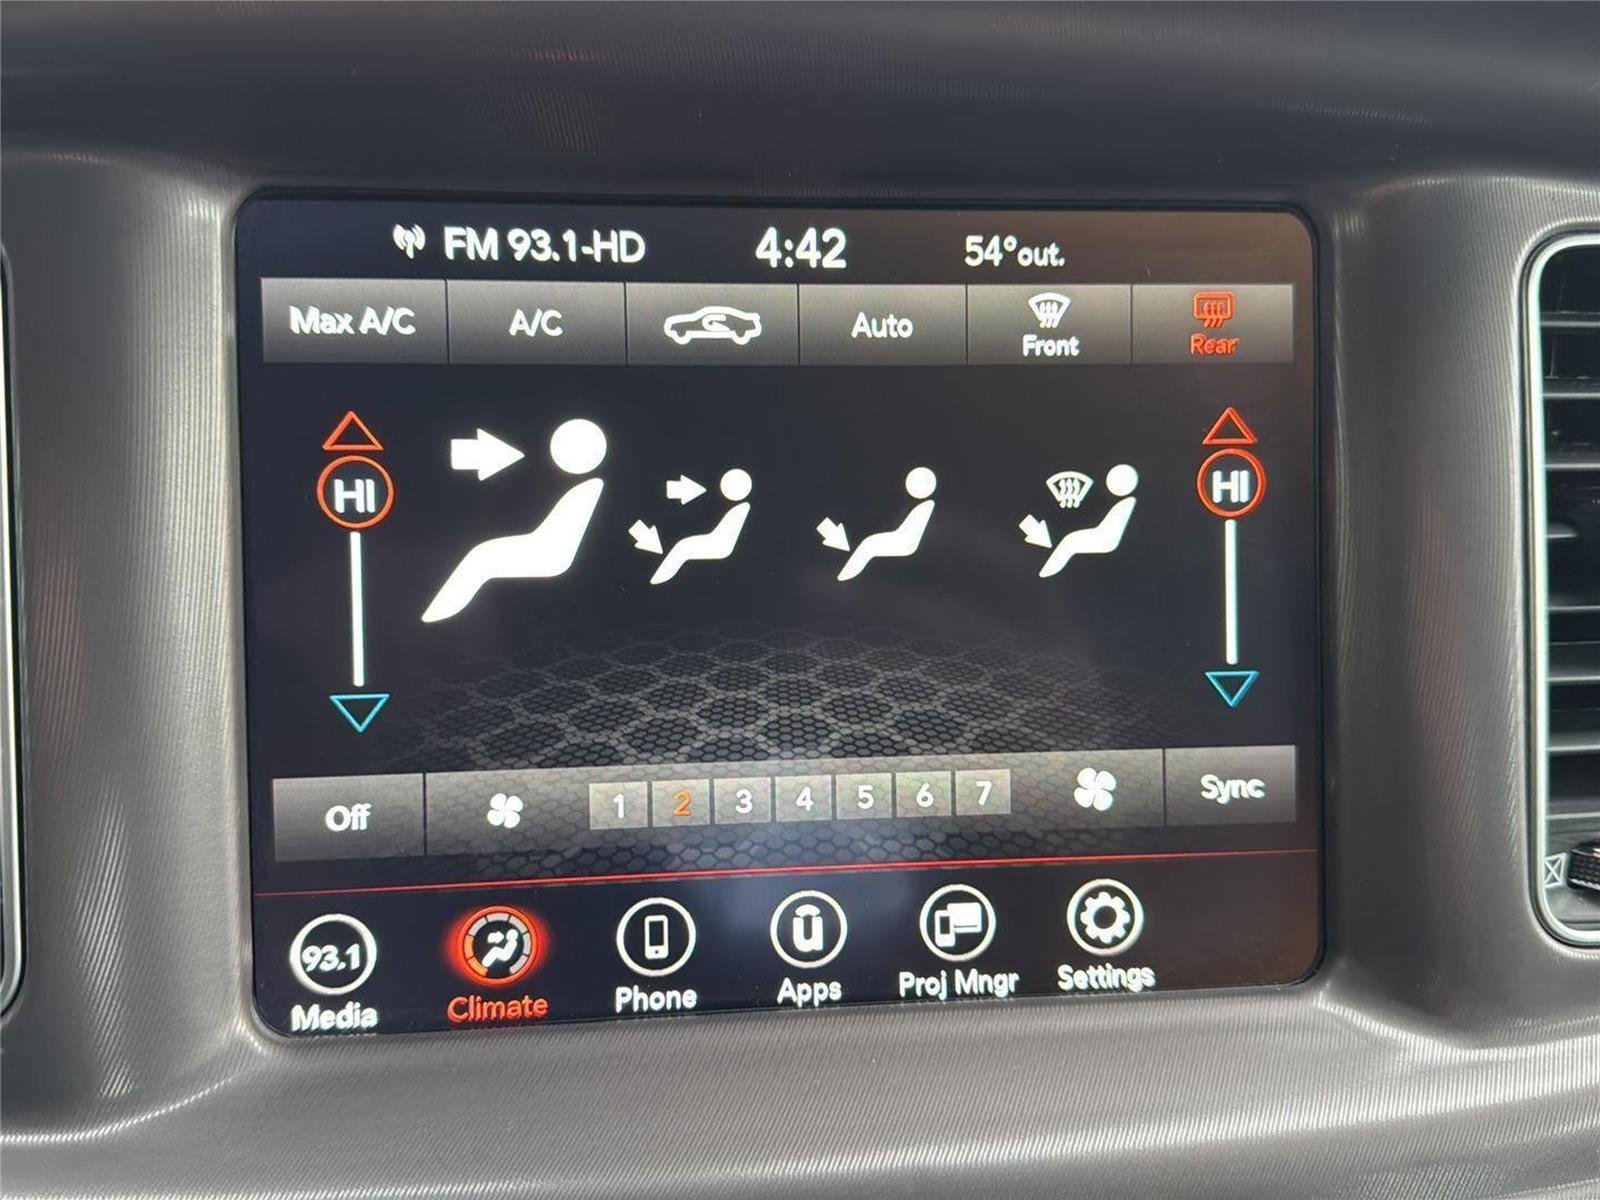 FM 93.1-HD 4:42 54°out.
Max A/C A/C Auto Front Rear
HI HI
Off 1 2 3 4 5 6 7 Sync
93.1
Media Climate Phone Apps Proj Mngr Settings